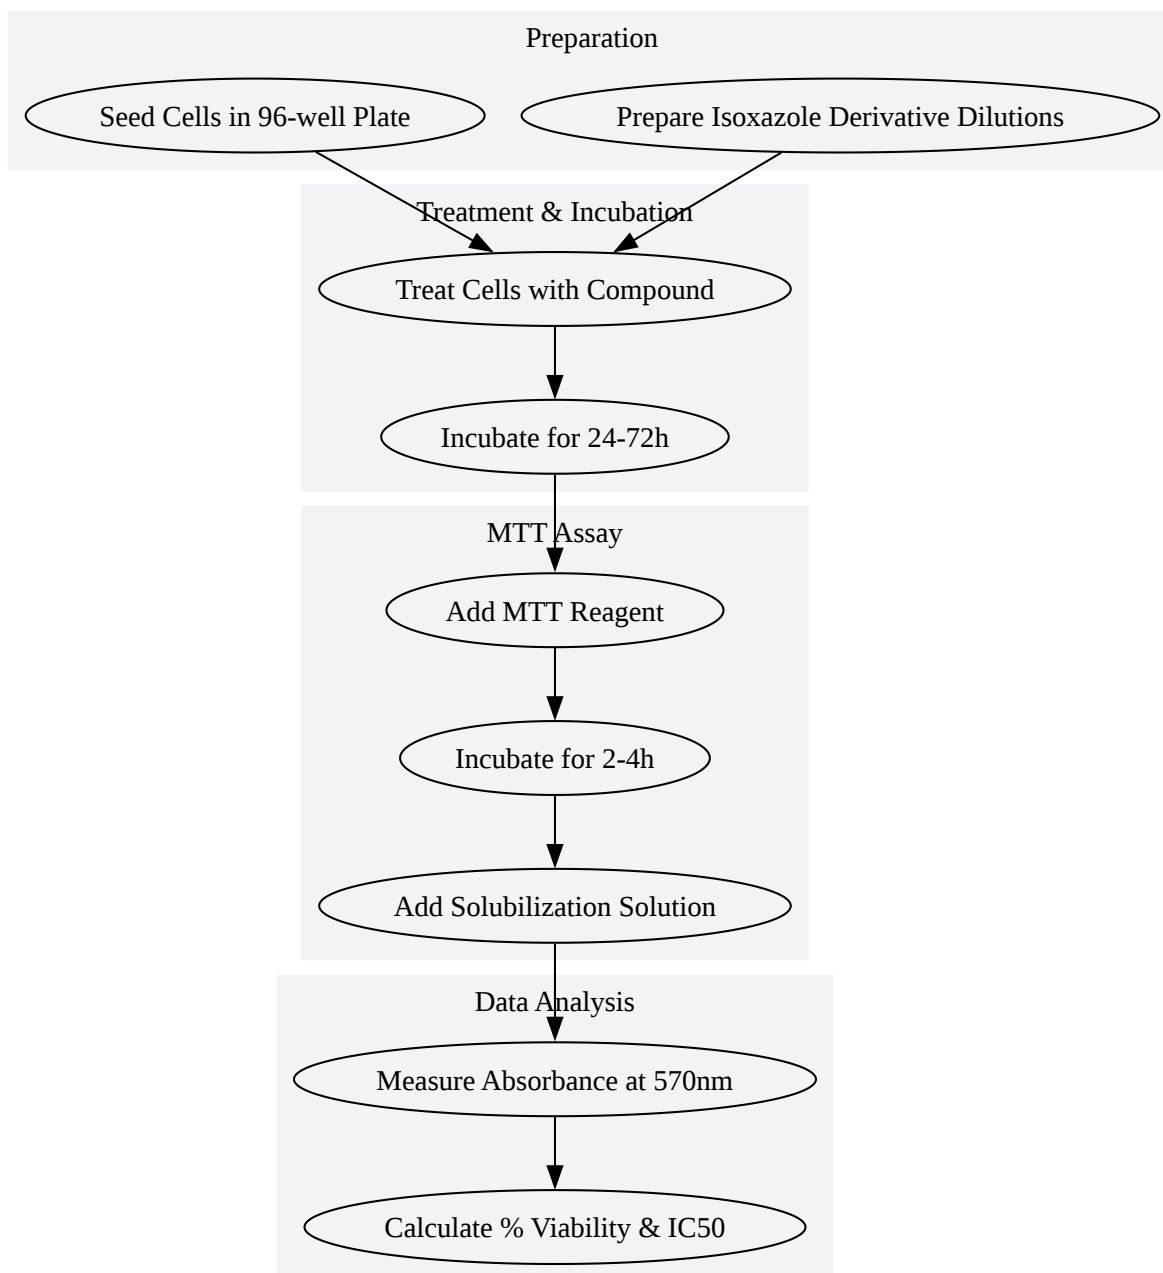 Preparation
Seed Cells in 96-well Plate
Prepare Isoxazole Derivative Dilutions
Treatment & Incubation
Treat Cells with Compound
Incubate for 24-72h
MTT Assay
Add MTT Reagent
Incubate for 2-4h
Add Solubilization Solution
Data Analysis
Measure Absorbance at 570nm
Calculate % Viability & IC50